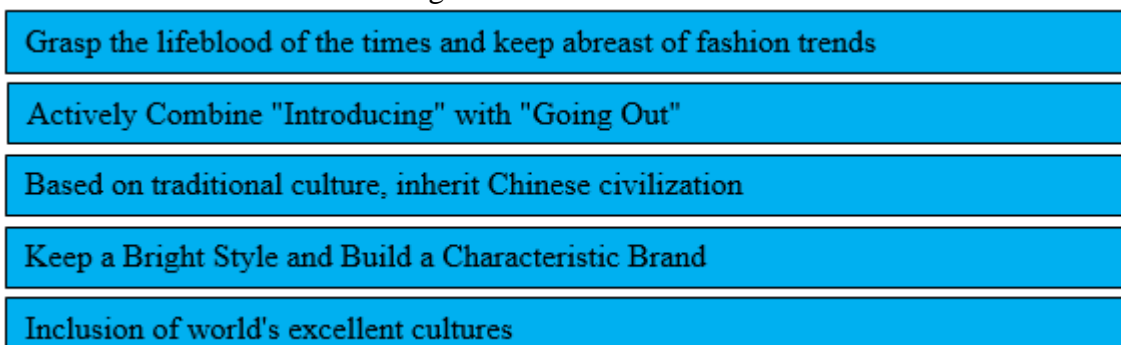 Grasp the lifeblood of the times and keep abreast of fashion trends
Actively Combine "Introducing" with "Going Out"
Based on traditional culture, inherit Chinese civilization
Keep a Bright Style and Build a Characteristic Brand
Inclusion of world's excellent cultures